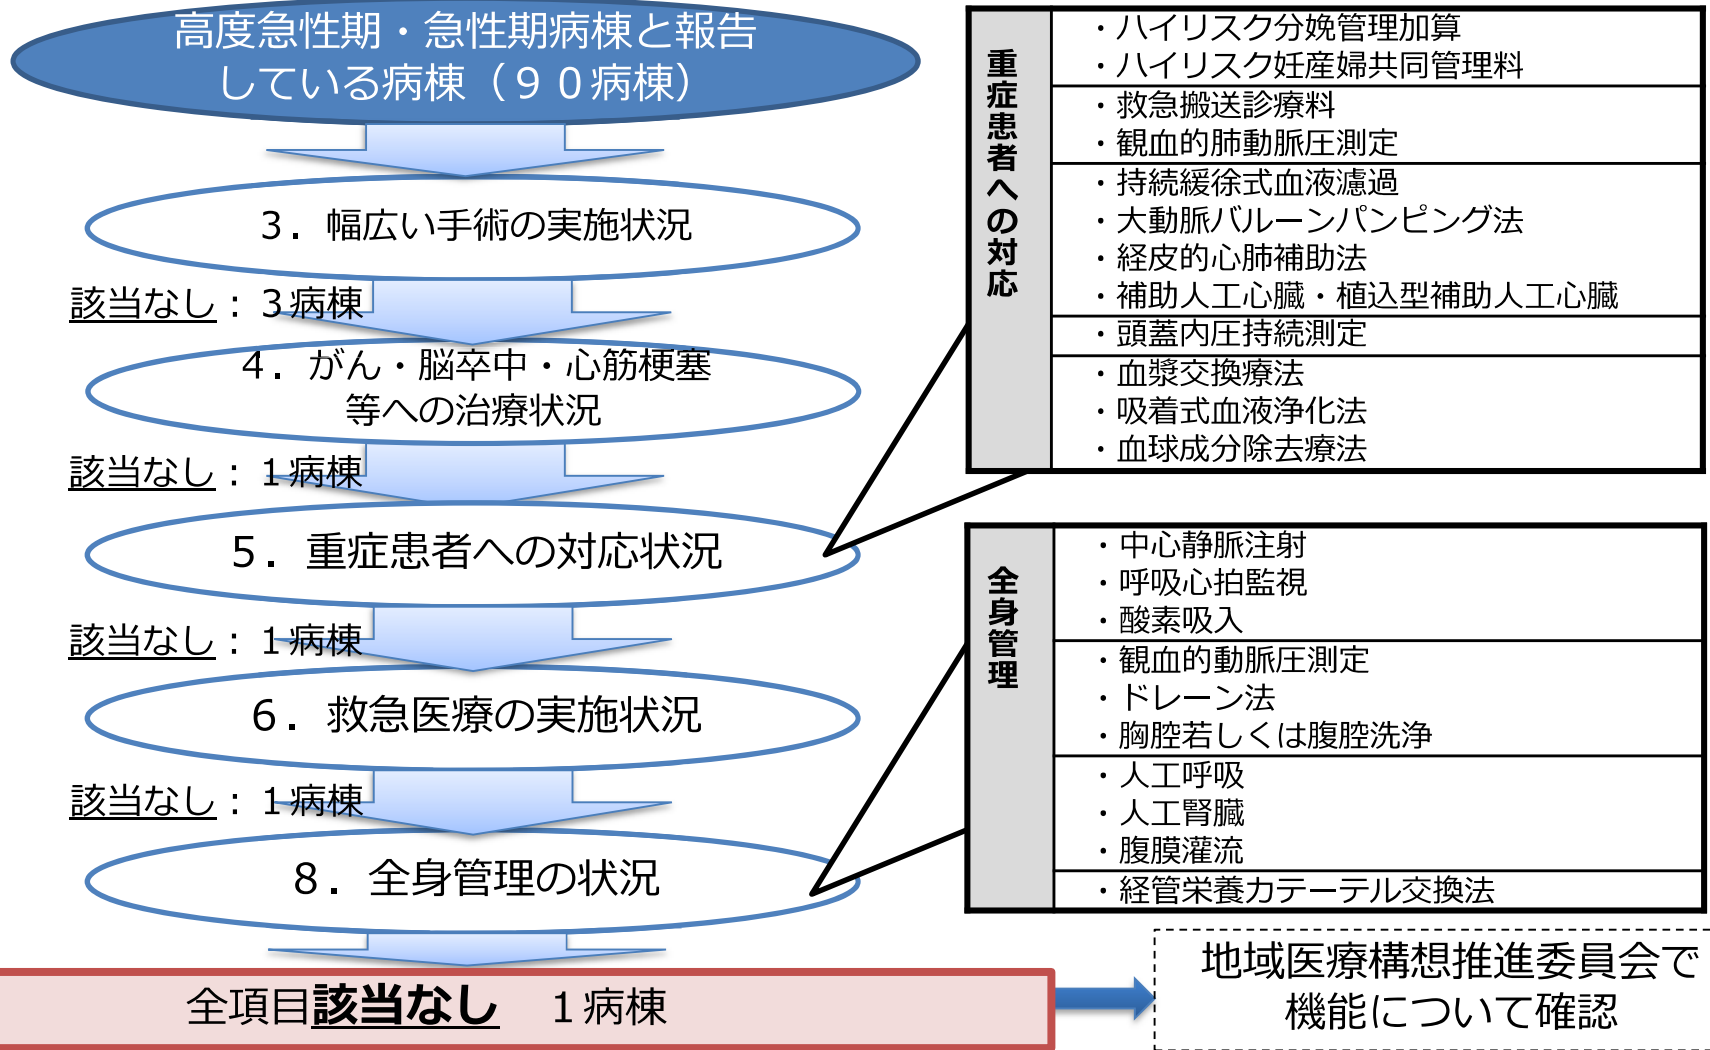 高度急性期・急性期病棟と報告
している病棟（９０病棟）
３．幅広い手術の実施状況
該当なし：３病棟
４．がん・脳卒中・心筋梗塞
等への治療状況
該当なし：１病棟
５．重症患者への対応状況
該当なし：１病棟
６．救急医療の実施状況
該当なし：１病棟
８．全身管理の状況
全項目該当なし　１病棟
重症患者への対応
・ハイリスク分娩管理加算
・ハイリスク妊産婦共同管理料
・救急搬送診療料
・観血的肺動脈圧測定
・持続緩徐式血液濾過
・大動脈バルーンパンピング法
・経皮的心肺補助法
・補助人工心臓・植込型補助人工心臓
・頭蓋内圧持続測定
・血漿交換療法
・吸着式血液浄化法
・血球成分除去療法
全身管理
・中心静脈注射
・呼吸心拍監視
・酸素吸入
・観血的動脈圧測定
・ドレーン法
・胸腔若しくは腹腔洗浄
・人工呼吸
・人工腎臓
・腹膜灌流
・経管栄養カテーテル交換法
地域医療構想推進委員会で
機能について確認